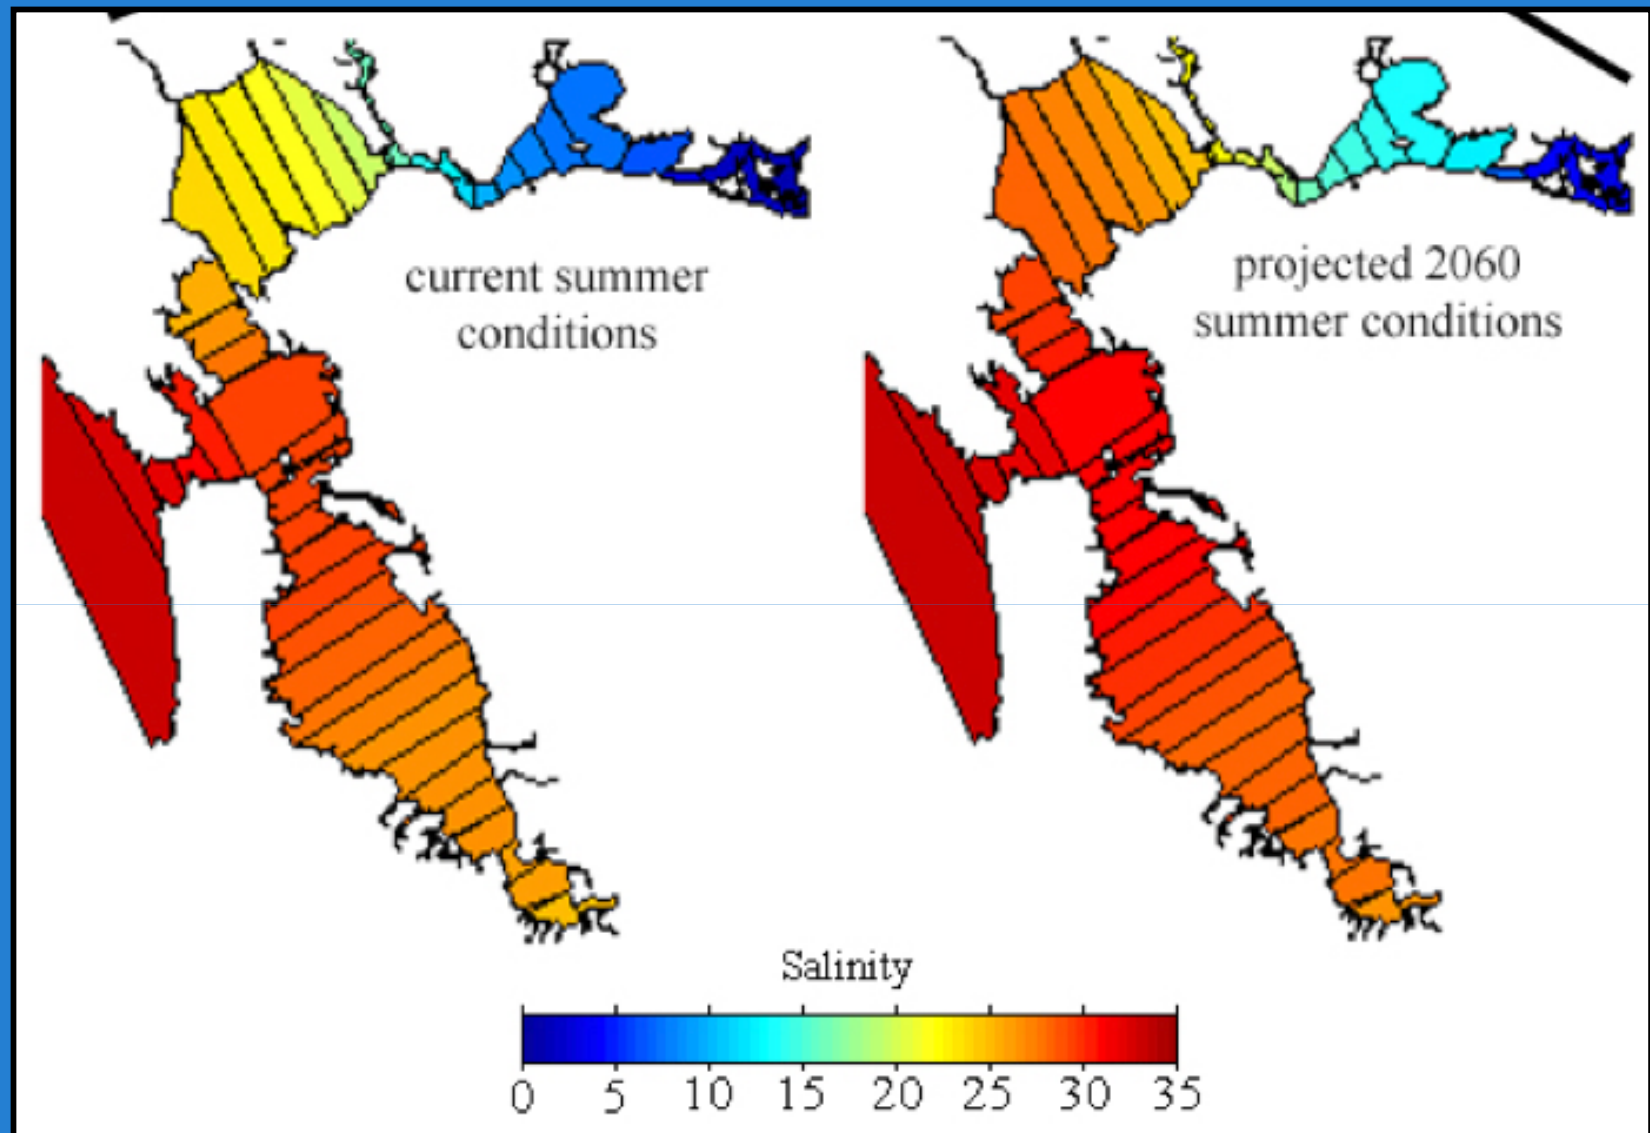 current summer
conditions
projected 2060
summer conditions
Salinity
0 5 10 15 20 25 30 35